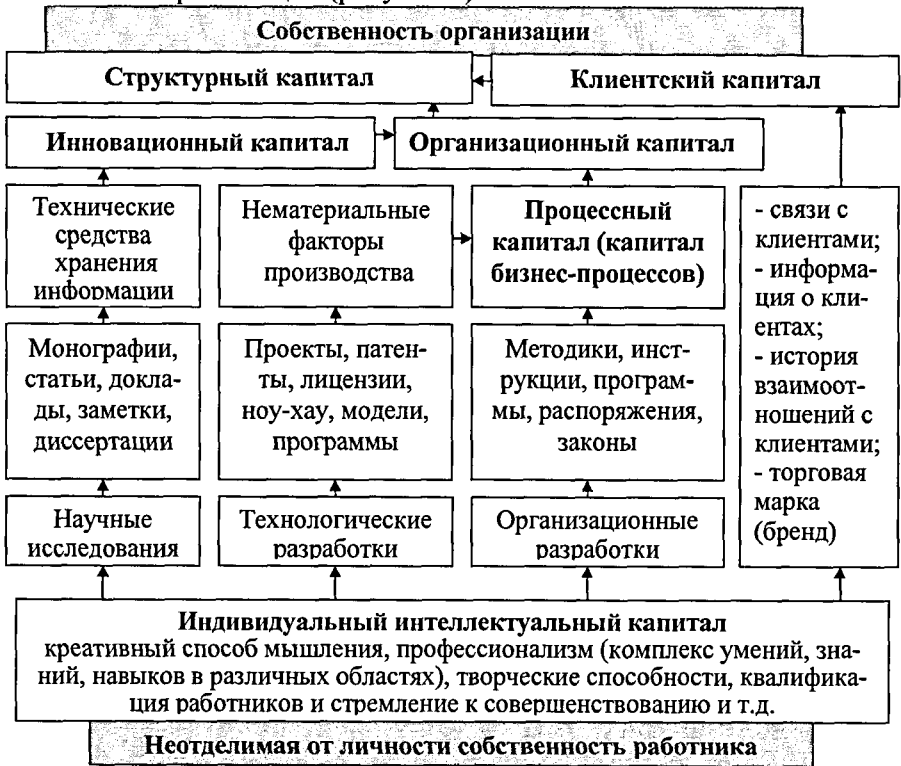 Собственность организации
Структурный капитал
Клиентский капитал
Инновационный капитал
Организационный капитал
Технические
средства
хранения
информации
Нематериальные
факторы
производства
Процессный
капитал (капитал
бизнес-процессов)
- связи с
клиентами;
- информа-
ция о кли-
ентах;
- история
взаимоот-
ношений с
клиентами;
- торговая
марка
(бренд)
Монографии,
статьи, докла-
ды, заметки,
диссертации
Проекты, патен-
ты, лицензии,
ноу-хау, модели,
программы
Методики, инст-
рукции, програм-
мы, распоряжения,
законы
Научные
исследования
Технологические
разработки
Организационные
разработки
Индивидуальный интеллектуальный капитал
креативный способ мышления, профессионализм (комплекс умений, зна-
ний, навыков в различных областях), творческие способности, квалифика-
ция работников и стремление к совершенствованию и т.д.
Неотделимая от личности собственность работника